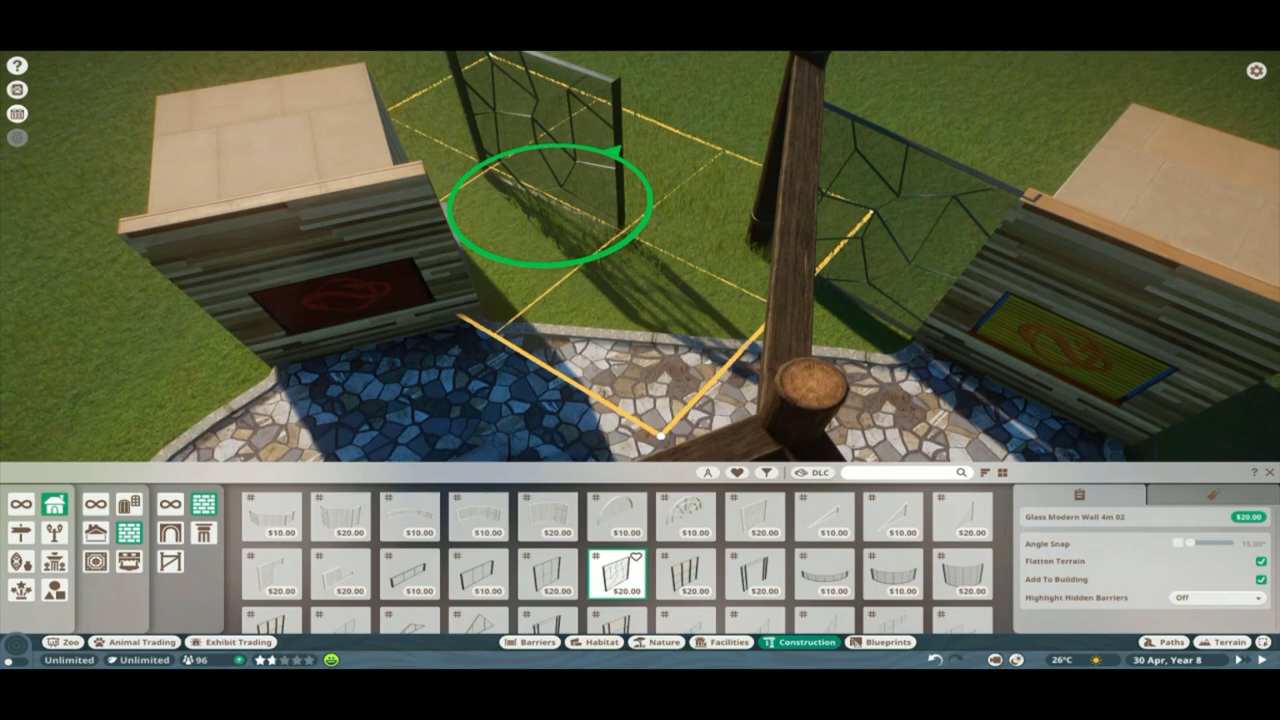 ?
DLC
? ×
$10.00 $20.00 $10.00 $10.00 $20.00 $10.00 $10.00 $20.00 $10.00 $10.00 $20.00
Glass Modern Wall 4m 02 $20.00
Angle Snap 15.00°
Flatten Terrain
$20.00 $20.00 $10.00 $10.00 $20.00 $20.00 $20.00 $20.00 $10.00 $10.00 $20.00
Add To Building
Highlight Hidden Barriers Off
Zoo Animal Trading Exhibit Trading Barriers Habitat Nature Facilities Construction Blueprints Paths Terrain
Unlimited Unlimited 96 26°C 30 Apr, Year 8